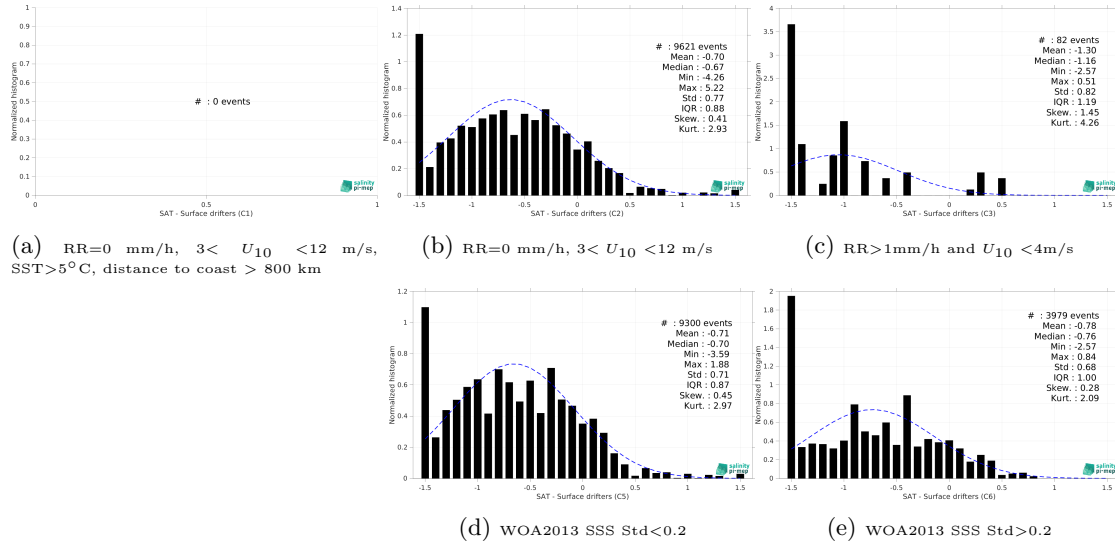 1
0.9
0.8
0.7
0.6
0.5
0.4
0.3
0.2
0.1
0
Normalized histogram
# : 0 events
0 0.5 1
SAT - Surface drifters (C1)
salinity
pi-mep
(a) RR=0 mm/h, 3< U10 <12 m/s,
SST>5°C, distance to coast > 800 km
1.4
1.2
1
0.8
0.6
0.4
0.2
0
Normalized histogram
# : 9621 events
Mean : -0.70
Median : -0.67
Min : -4.26
Max : 5.22
Std : 0.77
IQR : 0.88
Skew. : 0.41
Kurt. : 2.93
-1.5 -1 -0.5 0 0.5 1 1.5
SAT - Surface drifters (C2)
salinity
pi-mep
(b) RR=0 mm/h, 3< U10 <12 m/s
4
3.5
3
2.5
2
1.5
1
0.5
0
Normalized histogram
# : 82 events
Mean : -1.30
Median : -1.16
Min : -2.57
Max : 0.51
Std : 0.82
IQR : 1.19
Skew. : 1.45
Kurt. : 4.26
-1.5 -1 -0.5 0 0.5 1 1.5
SAT - Surface drifters (C3)
salinity
pi-mep
(c) RR>1mm/h and U10 <4m/s
1.2
1
0.8
0.6
0.4
0.2
0
Normalized histogram
# : 9300 events
Mean : -0.71
Median : -0.70
Min : -3.59
Max : 1.88
Std : 0.71
IQR : 0.87
Skew. : 0.45
Kurt. : 2.97
-1.5 -1 -0.5 0 0.5 1 1.5
SAT - Surface drifters (C5)
salinity
pi-mep
(d) WOA2013 SSS Std<0.2
2
1.8
1.6
1.4
1.2
1
0.8
0.6
0.4
0.2
0
Normalized histogram
# : 3979 events
Mean : -0.78
Median : -0.76
Min : -2.57
Max : 0.84
Std : 0.68
IQR : 1.00
Skew. : 0.28
Kurt. : 2.09
-1.5 -1 -0.5 0 0.5 1 1.5
SAT - Surface drifters (C6)
salinity
pi-mep
(e) WOA2013 SSS Std>0.2